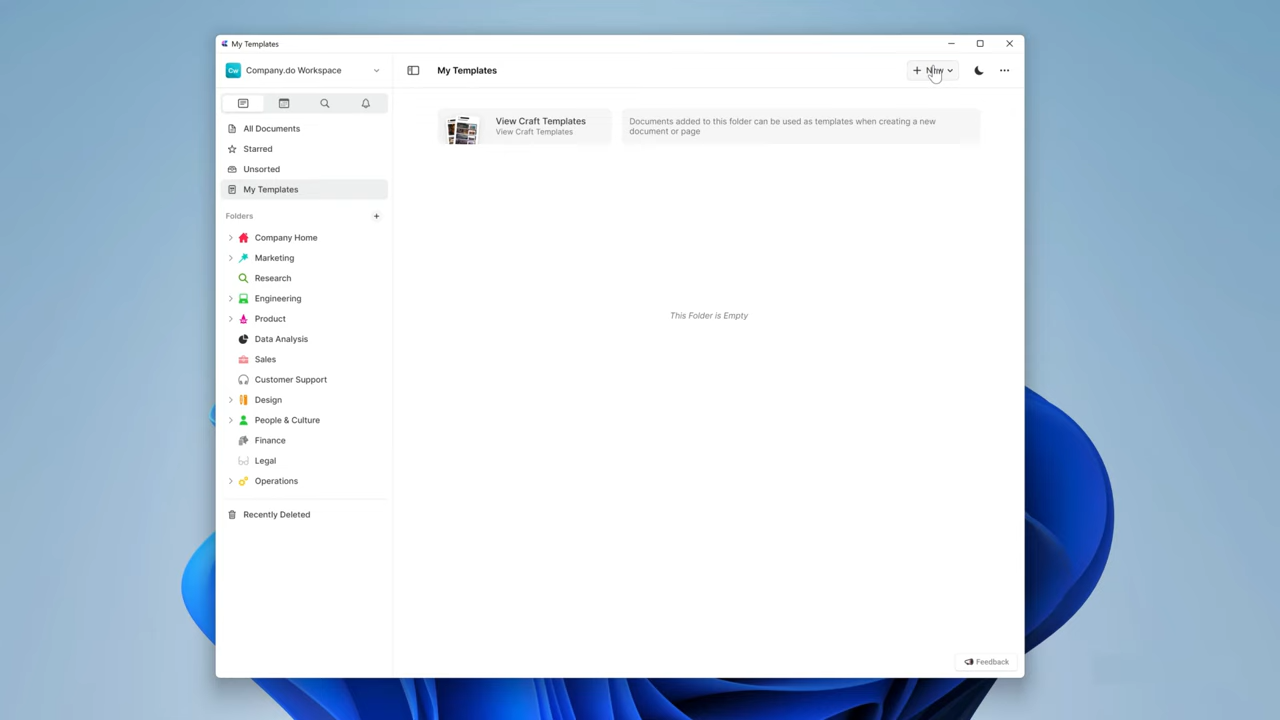 My Templates
Cw Company.do Workspace
My Templates
New
All Documents
Starred
Unsorted
My Templates
Folders
Company Home
Marketing
Research
Engineering
Product
Data Analysis
Sales
Customer Support
Design
People & Culture
Finance
Legal
Operations
Recently Deleted
View Craft Templates
View Craft Templates
Documents added to this folder can be used as templates when creating a new
document or page
This Folder is Empty
Feedback